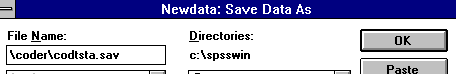 Newdata: Save Data As
File Name: Directories: OK
\coder\codtsta.sav c:\spsswin
Paste